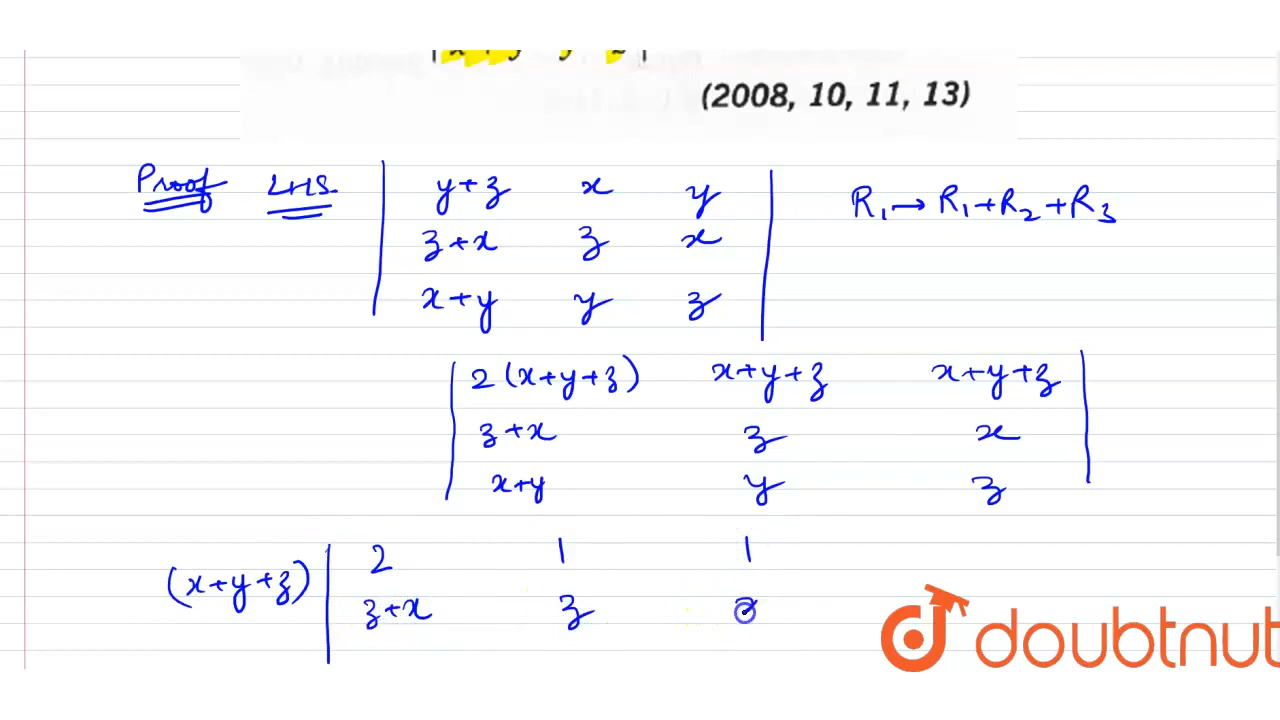 (2008, 10, 11, 13)
Proof LHS | y+z x y | R₁→R₁+R₂+R₃
z+x z x
x+y y z
| 2(x+y+z) x+y+z x+y+z |
z+x z x
x+y y z
(x+y+z) | 2 1 1
z+x z
doubtnut